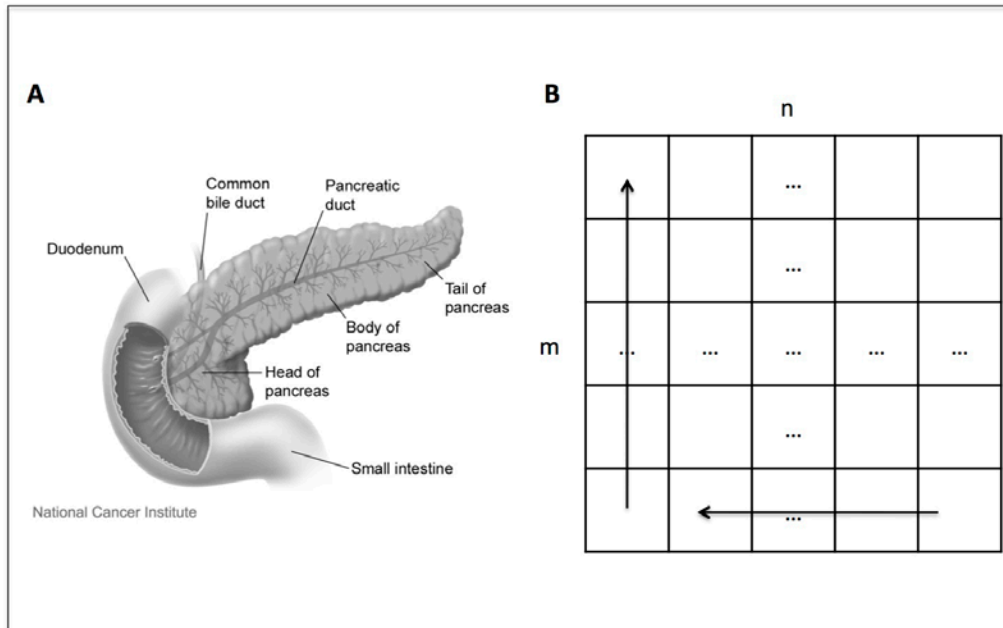 A
Common
bile duct
Pancreatic
duct
Duodenum
Tail of
pancreas
Body of
pancreas
Head of
pancreas
Small intestine
National Cancer Institute
B
n
...
...
m
... ... ... ... ...
...
...